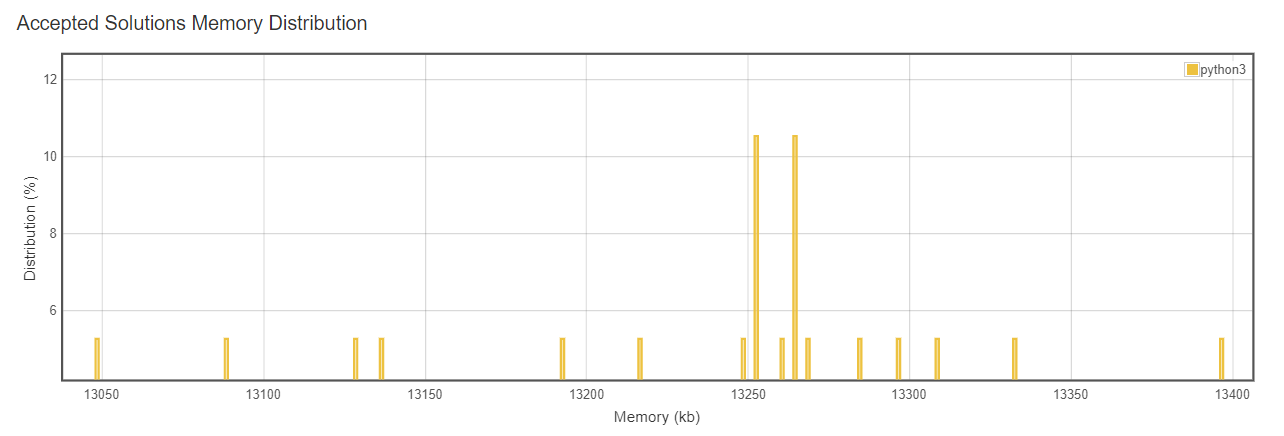 Accepted Solutions Memory Distribution
python3
12
10
8
6
Distribution (%)
13050 13100 13150 13200 13250 13300 13350 13400
Memory (kb)